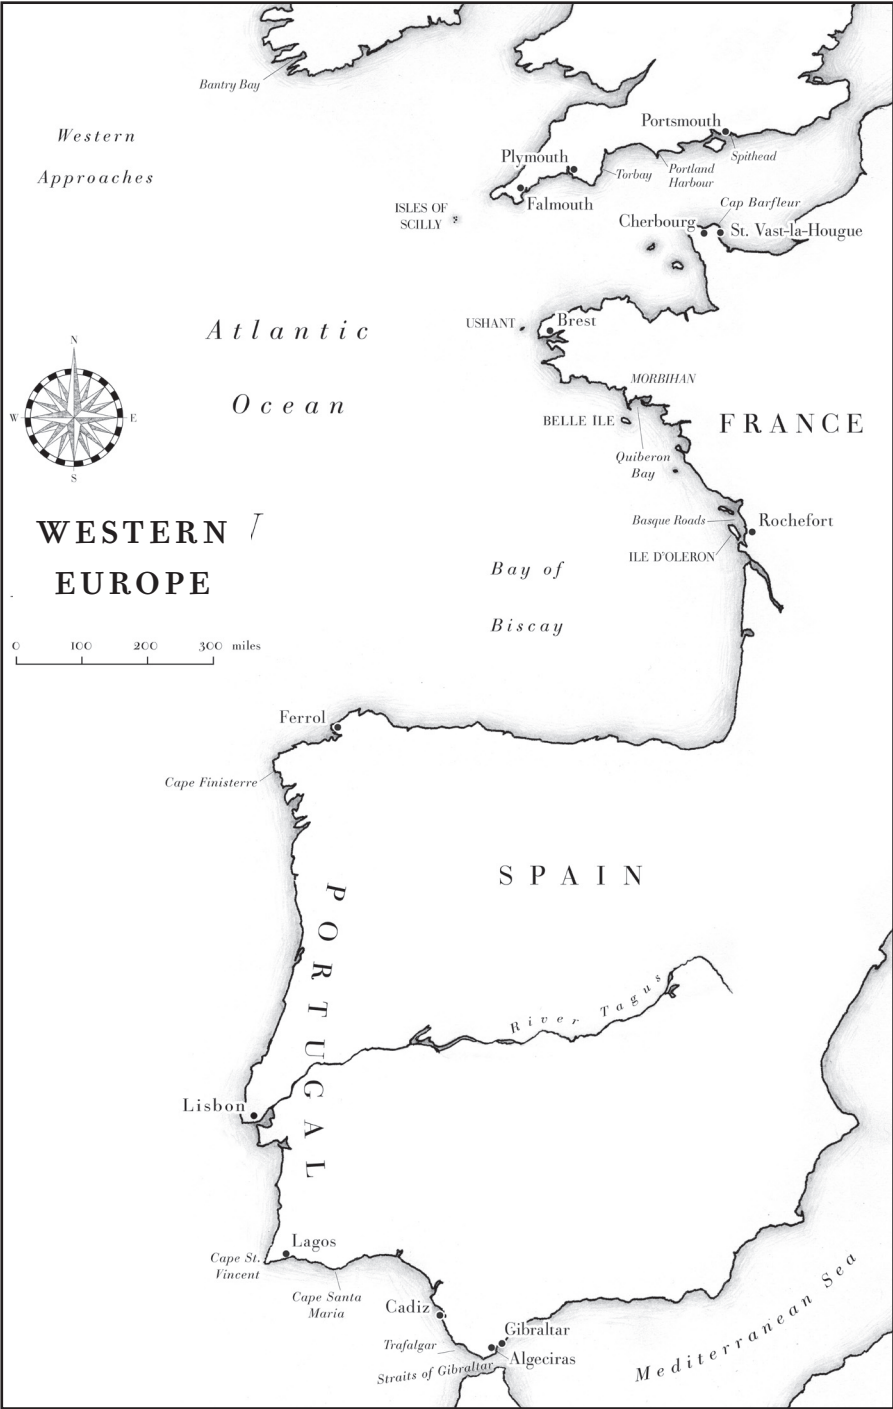 Bantry Bay
Western
Approaches
Portsmouth
Spithead
Plymouth
Torbay
Portland
Harbour
Falmouth
ISLES OF
SCILLY
Cap Barfleur
Cherbourg
St. Vast-la-Hougue
Atlantic
Ocean
USHANT
Brest
N
W
E
S
MORBIHAN
BELLE ÎLE
FRANCE
Quiberon
Bay
WESTERN
EUROPE
Basque Roads
Rochefort
ILE D'OLERON
Bay of
Biscay
0 100 200 300 miles
Ferrol
Cape Finisterre
SPAIN
PORTUGAL
River Tagus
Lisbon
Lagos
Cape St.
Vincent
Cape Santa
Maria
Cadiz
Gibraltar
Trafalgar
Algeciras
Straits of Gibraltar
Mediterranean Sea